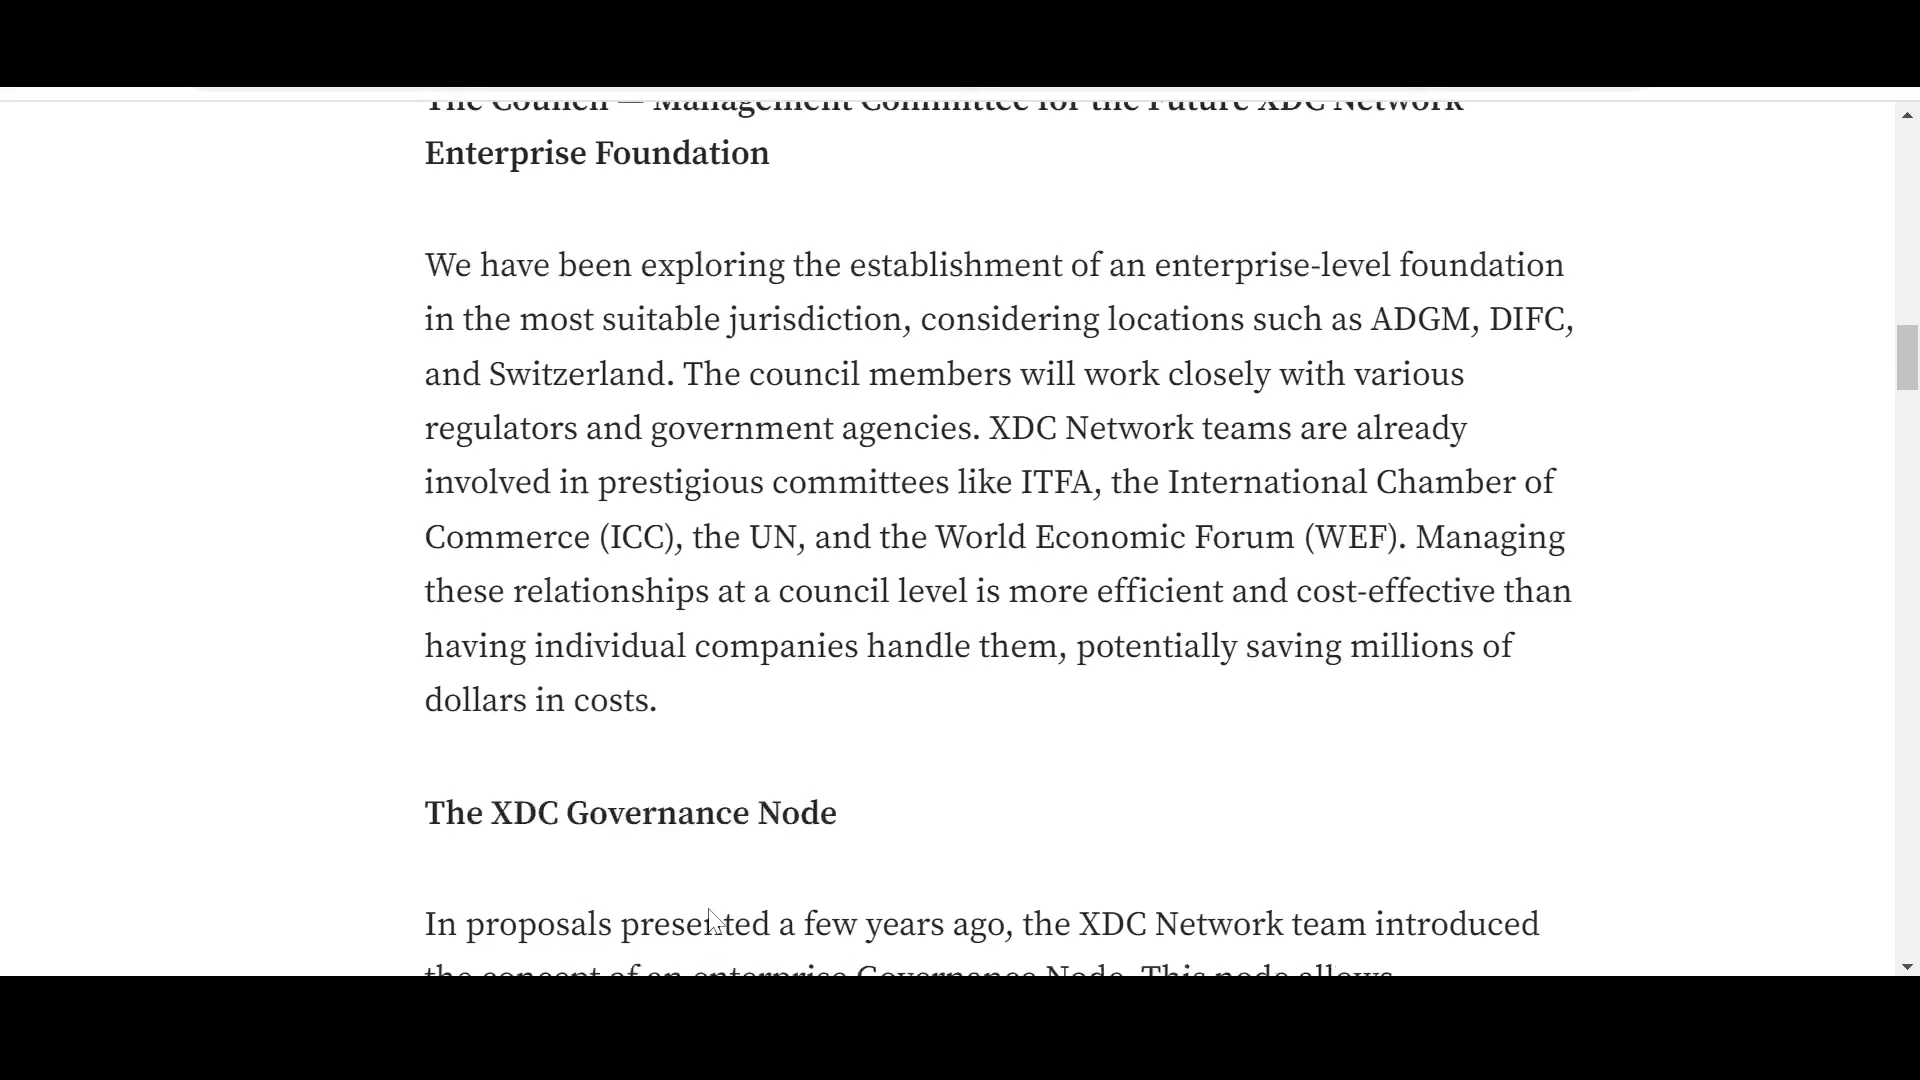 The Council — Management Committee for the Future XDC Network
Enterprise Foundation
We have been exploring the establishment of an enterprise-level foundation
in the most suitable jurisdiction, considering locations such as ADGM, DIFC,
and Switzerland. The council members will work closely with various
regulators and government agencies. XDC Network teams are already
involved in prestigious committees like ITFA, the International Chamber of
Commerce (ICC), the UN, and the World Economic Forum (WEF). Managing
these relationships at a council level is more efficient and cost-effective than
having individual companies handle them, potentially saving millions of
dollars in costs.
The XDC Governance Node
In proposals presented a few years ago, the XDC Network team introduced
the concept of an enterprise Governance Node. This node allows